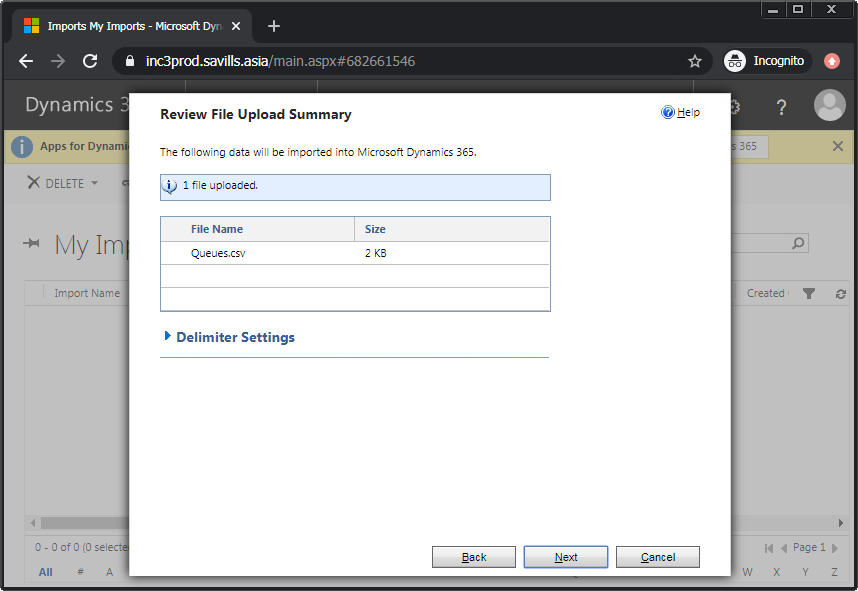 Imports My Imports - Microsoft Dyn
inc3prod.savills.asia/main.aspx#682661546
Incognito
Dynamics 3
?
Apps for Dynami
s 365
DELETE
My Imp
Import Name
Created
Review File Upload Summary
Help
The following data will be imported into Microsoft Dynamics 365.
1 file uploaded.
File Name Size
Queues.csv 2 KB
Delimiter Settings
Back Next Cancel
0 - 0 of 0 (0 selecte
Page 1
All # A
W X Y Z